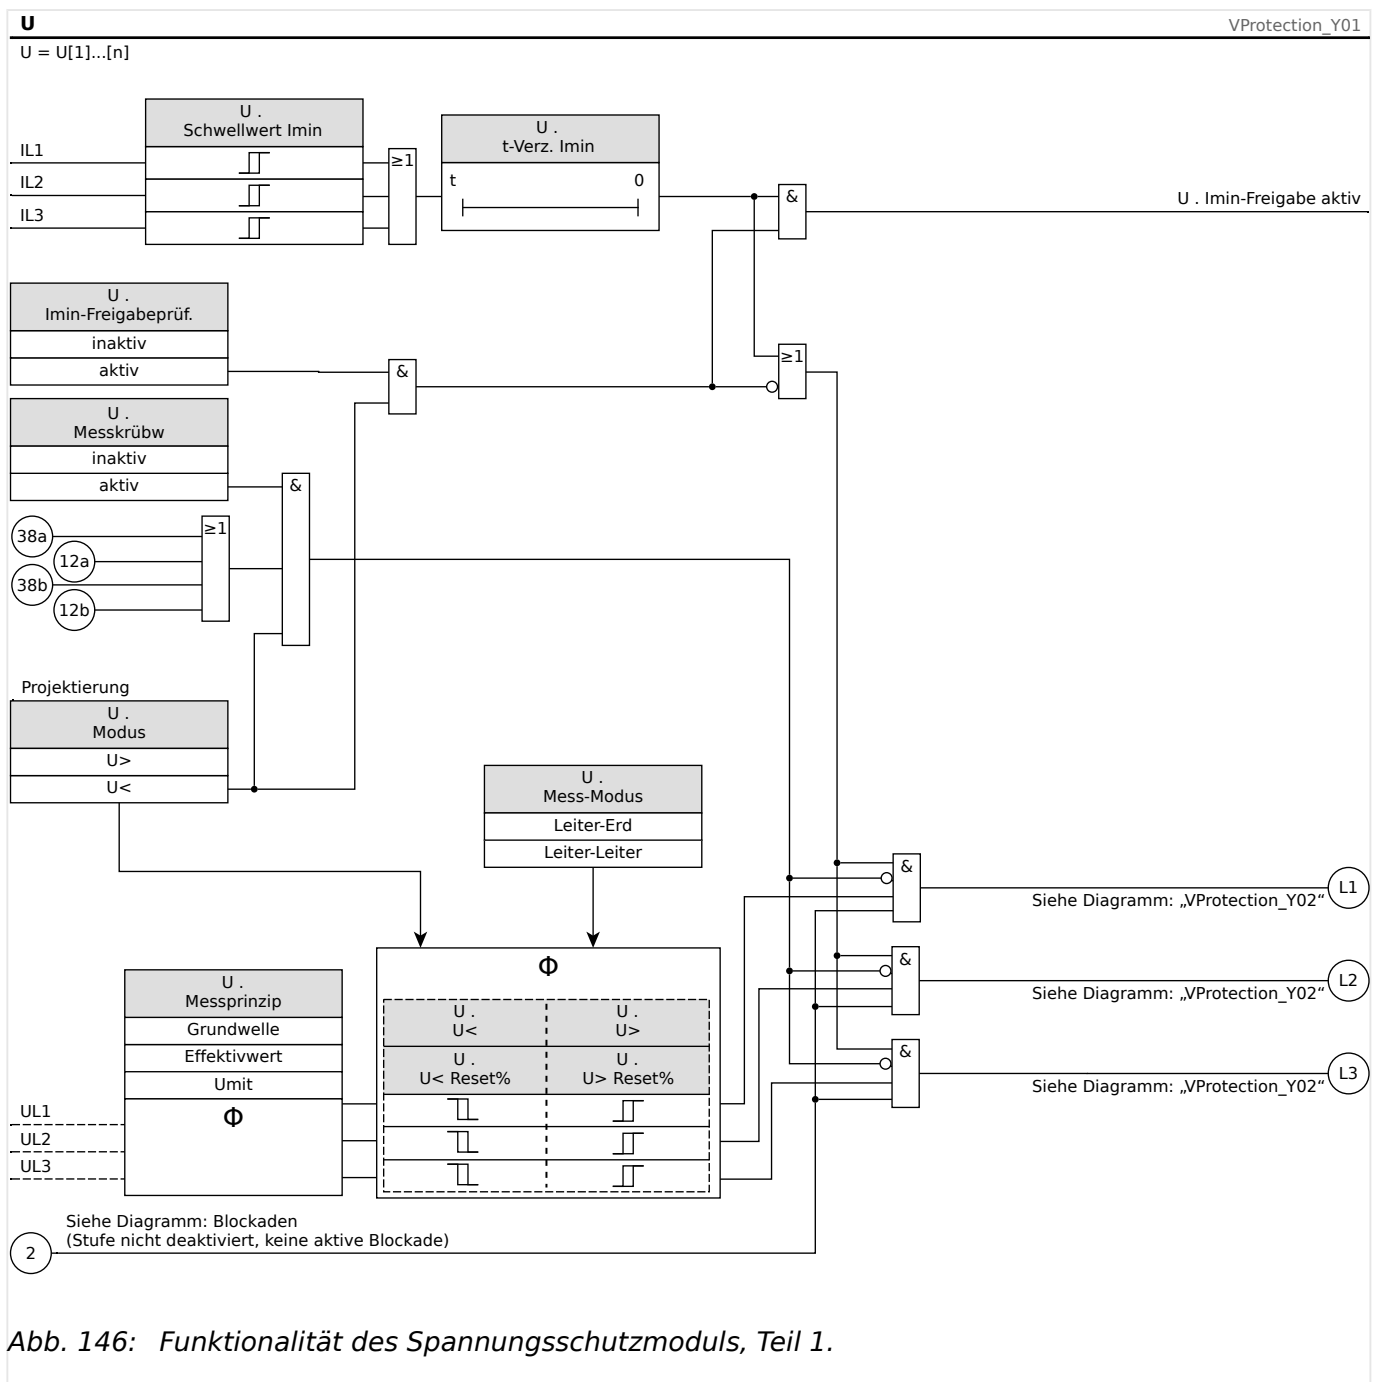 U
VProtection_Y01
U = U[1]...[n]
U .
Schwellwert Imin
IL1
IL2
IL3
≥1
U .
t-Verz. Imin
t 0
&
U . Imin-Freigabe aktiv
U .
Imin-Freigabeprüf.
inaktiv
aktiv
&
≥1
U .
Messkrübw
inaktiv
aktiv
&
38a
12a
38b
12b
≥1
Projektierung
U .
Modus
U>
U<
U .
Mess-Modus
Leiter-Erd
Leiter-Leiter
&
L1
Siehe Diagramm: „VProtection_Y02“
&
L2
Siehe Diagramm: „VProtection_Y02“
&
L3
Siehe Diagramm: „VProtection_Y02“
U .
Messprinzip
Grundwelle
Effektivwert
Umit
Φ
UL1
UL2
UL3
Φ
U .
U<
U .
U>
U .
U< Reset%
U .
U> Reset%
Siehe Diagramm: Blockaden
(Stufe nicht deaktiviert, keine aktive Blockade)
2
Abb. 146: Funktionalität des Spannungsschutzmoduls, Teil 1.